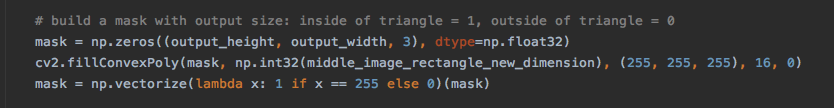 # build a mask with output size: inside of triangle = 1, outside of triangle = 0
mask = np.zeros((output_height, output_width, 3), dtype=np.float32)
cv2.fillConvexPoly(mask, np.int32(middle_image_rectangle_new_dimension), (255, 255, 255), 16, 0)
mask = np.vectorize(lambda x: 1 if x == 255 else 0)(mask)